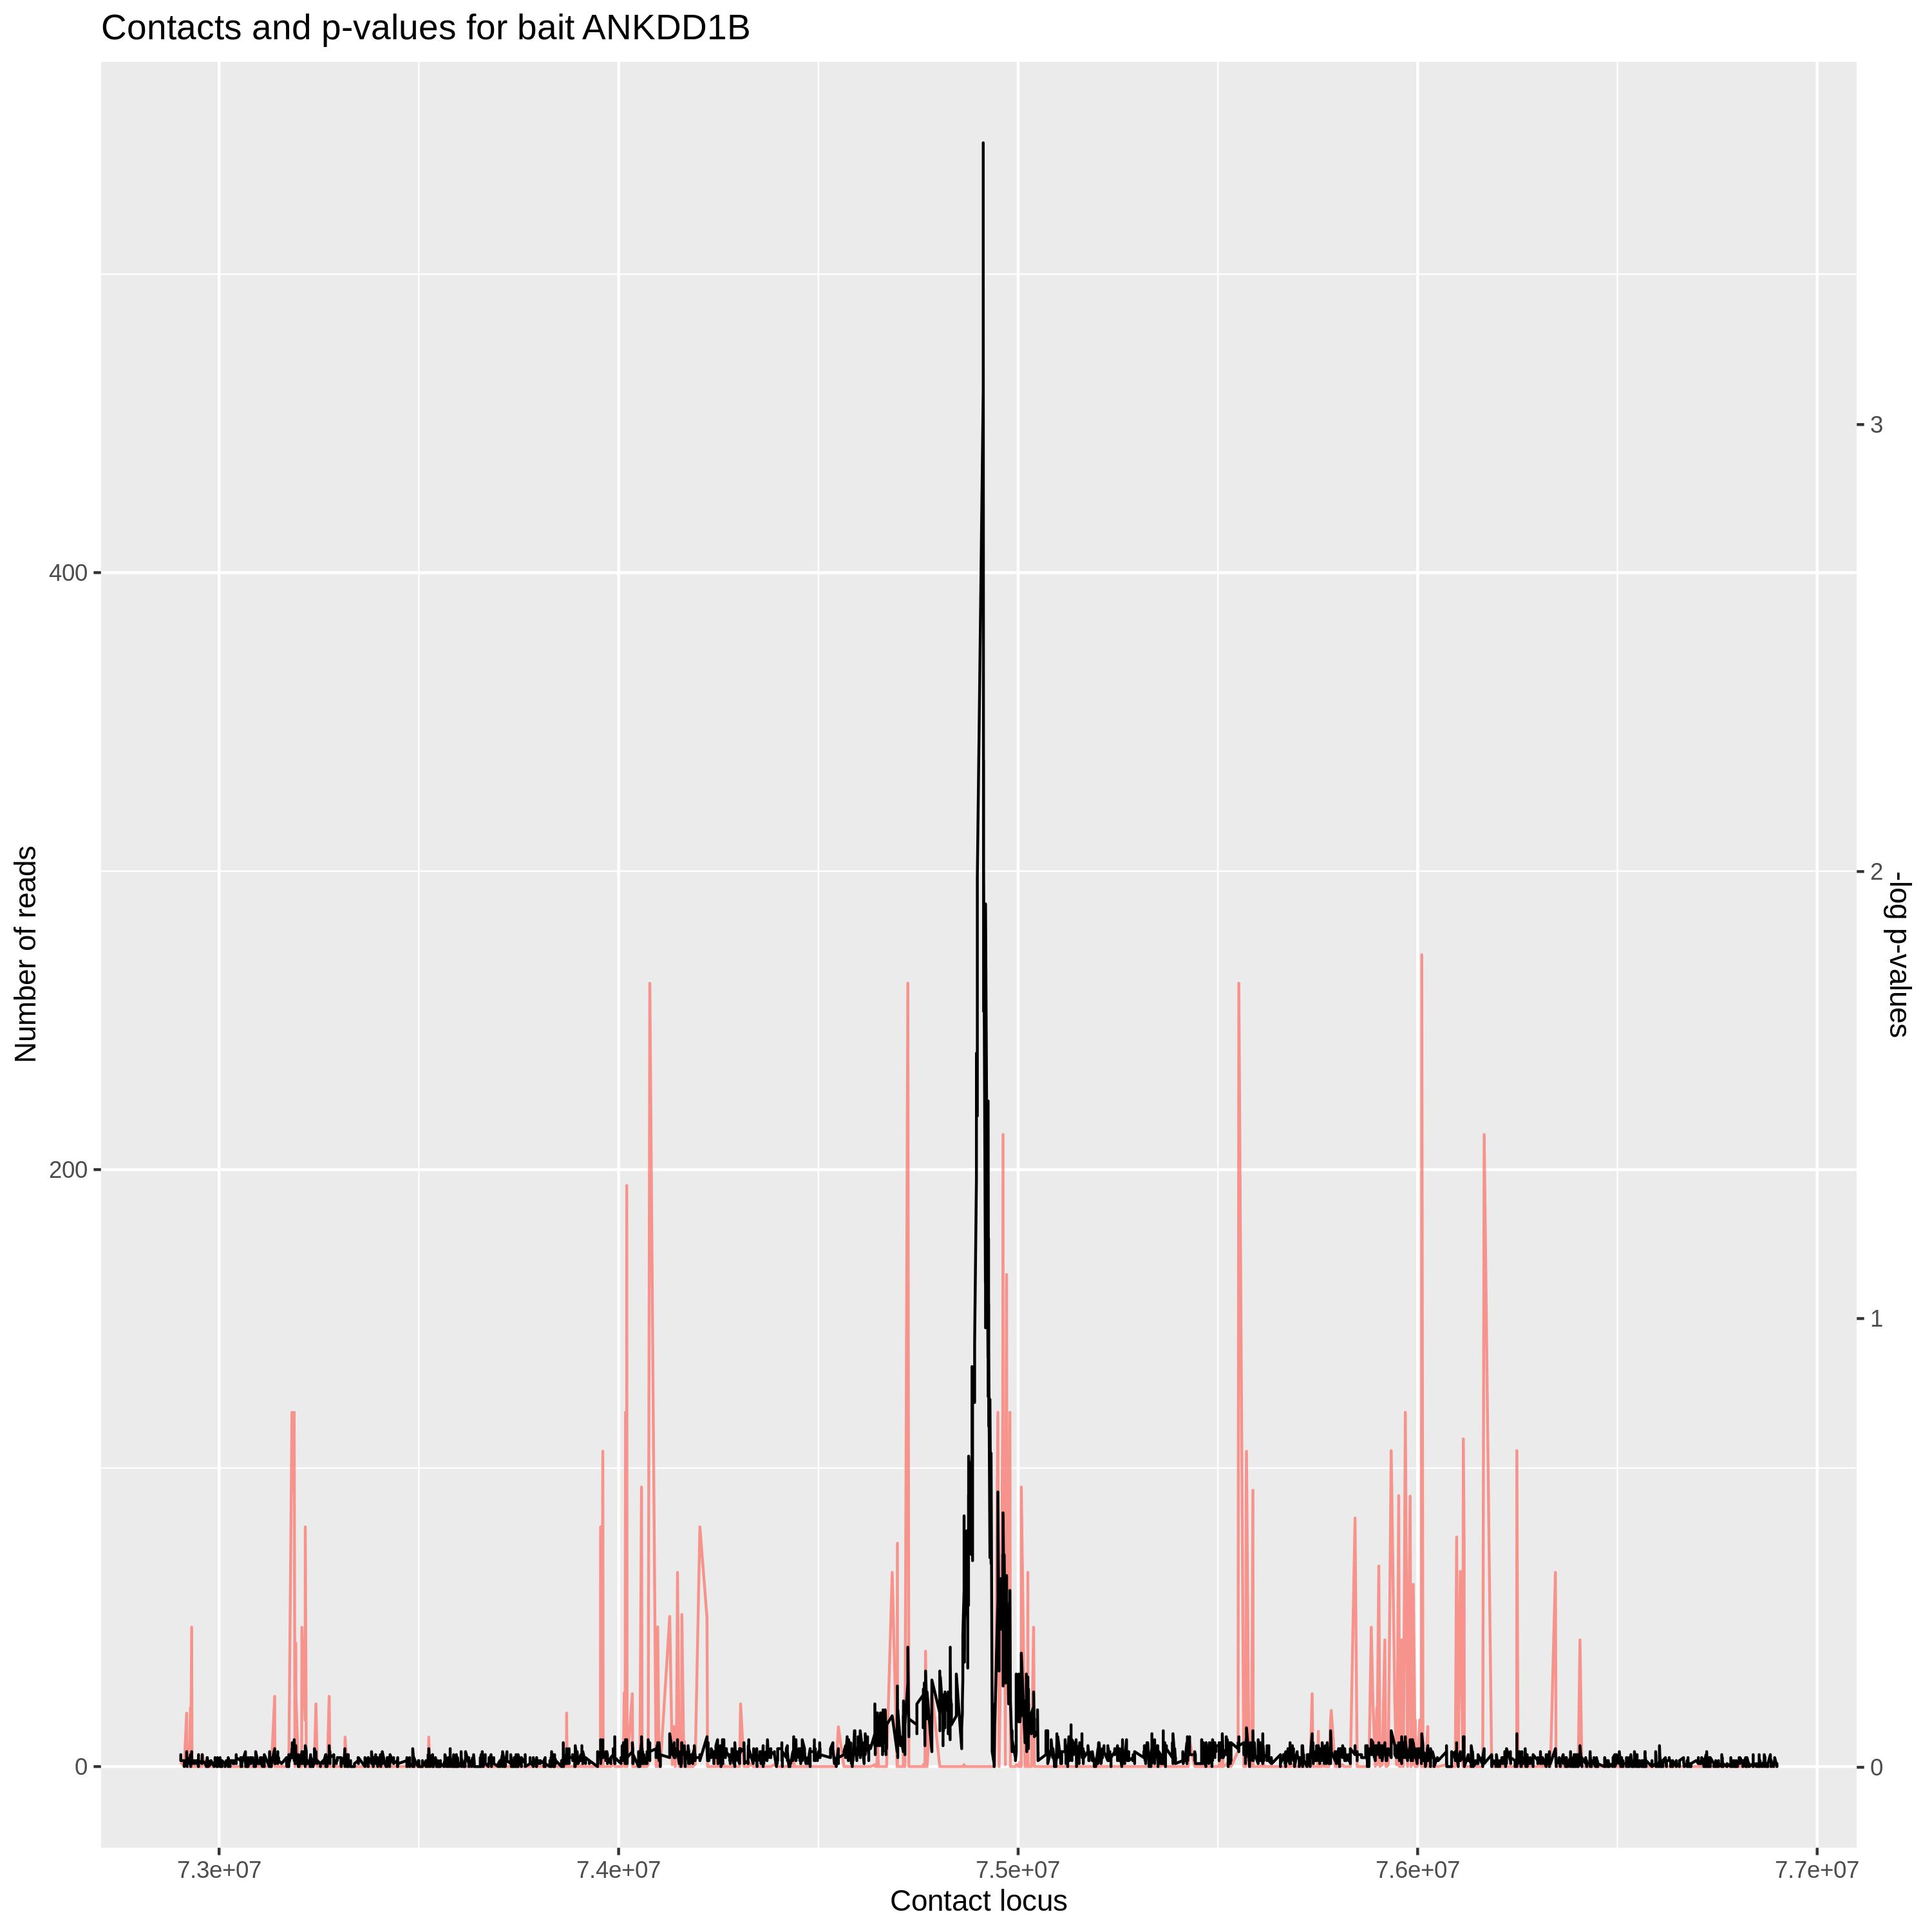 Contacts and p-values for bait ANKDD1B
Number of reads
400
200
0
3
2
1
0
-log p-values
7.3e+07
7.4e+07
7.5e+07
7.6e+07
7.7e+07
Contact locus